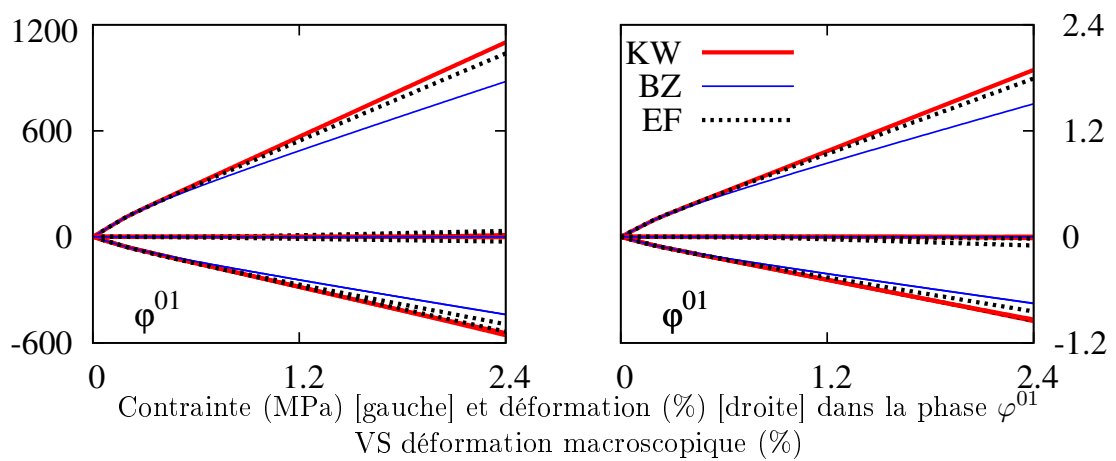 1200
600
0
-600
0
1.2
2.4
φ01
KW
BZ
EF
2.4
1.2
0
-1.2
0
1.2
2.4
φ01
Contrainte (MPa) [gauche] et déformation (%) [droite] dans la phase φ01
VS déformation macroscopique (%)